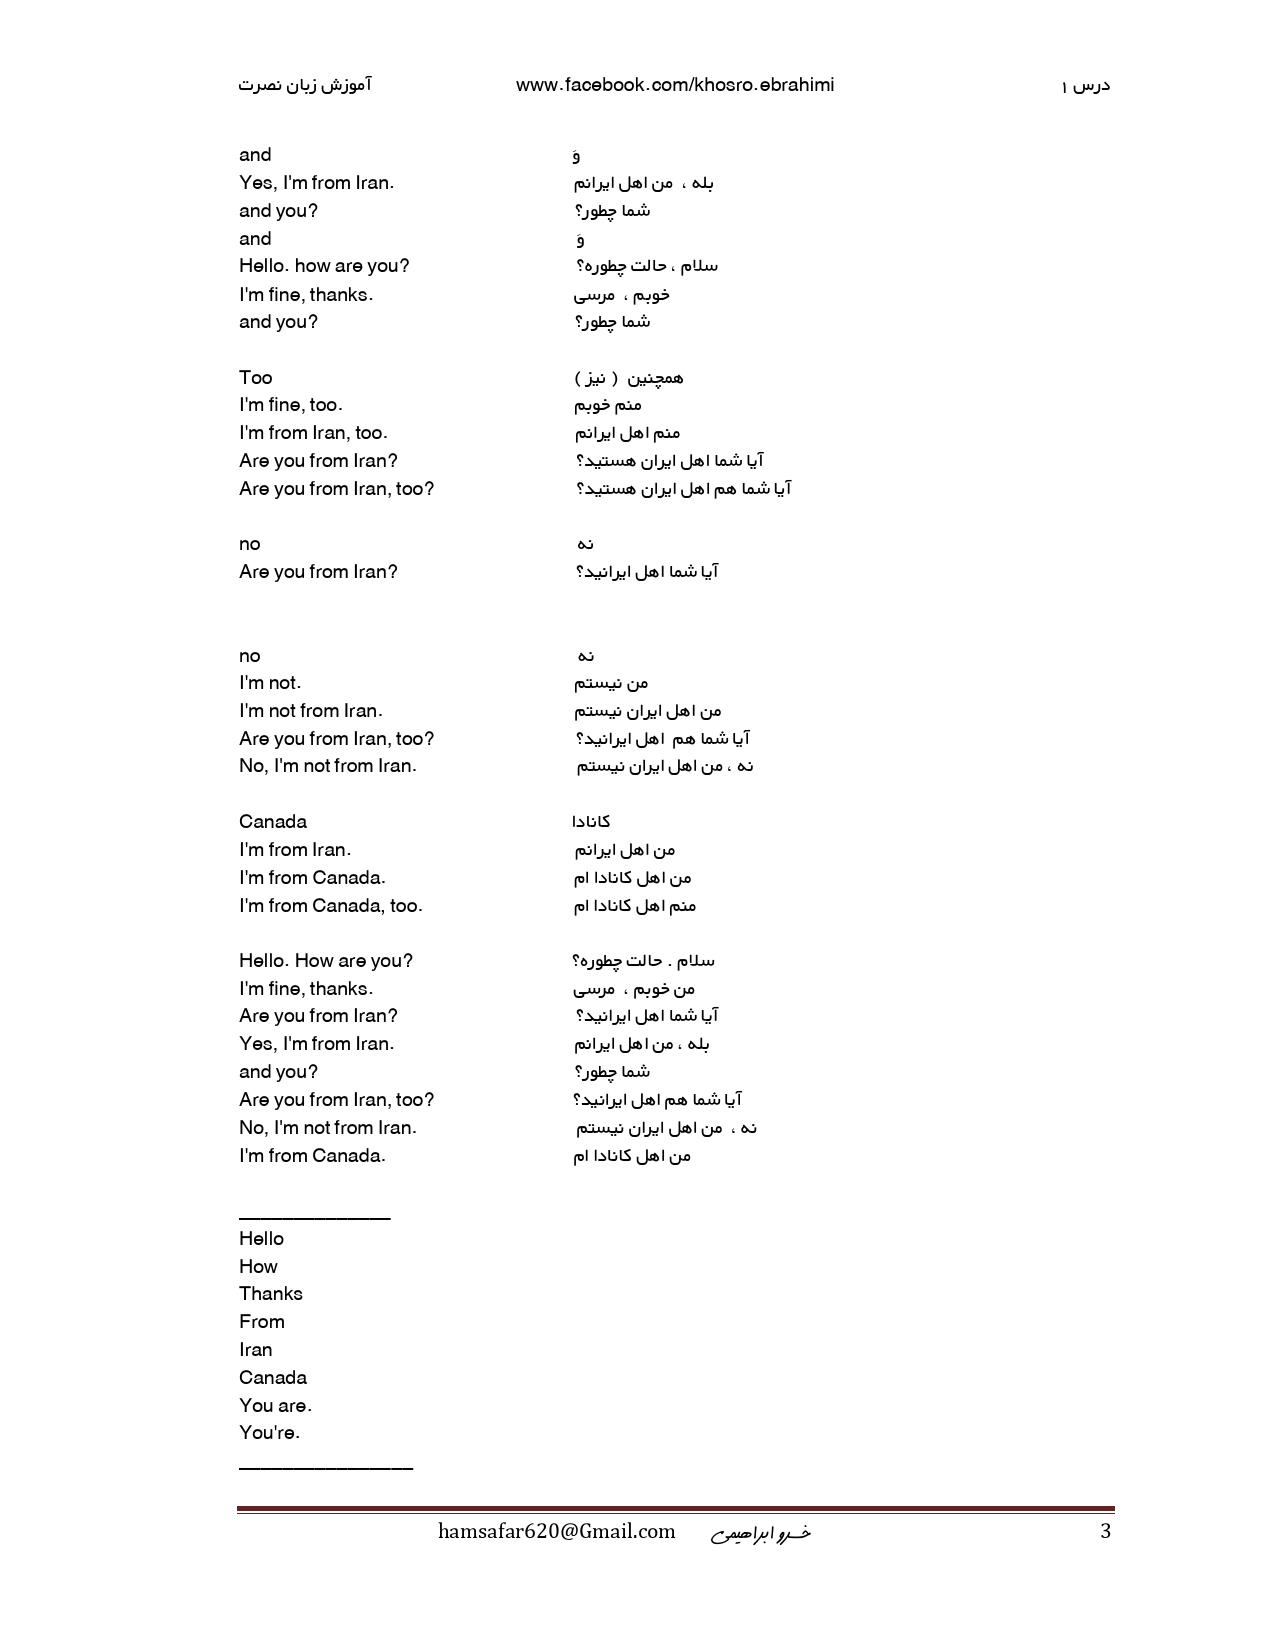 آموزش زبان نصرت www.facebook.com/khosro.ebrahimi درس ۱
and وَ
Yes, I'm from Iran. بله ، من اهل ایرانم
and you? شما چطور؟
and وَ
Hello. how are you? سلام ، حالت چطوره؟
I'm fine, thanks. خوبم ، مرسی
and you? شما چطور؟
Too همچنین ( نیز )
I'm fine, too. منم خوبم
I'm from Iran, too. منم اهل ایرانم
Are you from Iran? آیا شما اهل ایران هستید؟
Are you from Iran, too? آیا شما هم اهل ایران هستید؟
no نه
Are you from Iran? آیا شما اهل ایرانید؟
no نه
I'm not. من نیستم
I'm not from Iran. من اهل ایران نیستم
Are you from Iran, too? آیا شما هم اهل ایرانید؟
No, I'm not from Iran. نه ، من اهل ایران نیستم
Canada کانادا
I'm from Iran. من اهل ایرانم
I'm from Canada. من اهل کانادا ام
I'm from Canada, too. منم اهل کانادا ام
Hello. How are you? سلام . حالت چطوره؟
I'm fine, thanks. من خوبم ، مرسی
Are you from Iran? آیا شما اهل ایرانید؟
Yes, I'm from Iran. بله ، من اهل ایرانم
and you? شما چطور؟
Are you from Iran, too? آیا شما هم اهل ایرانید؟
No, I'm not from Iran. نه ، من اهل ایران نیستم
I'm from Canada. من اهل کانادا ام
Hello
How
Thanks
From
Iran
Canada
You are.
You're.
hamsafar620@Gmail.com خسرو ابراهیمی 3